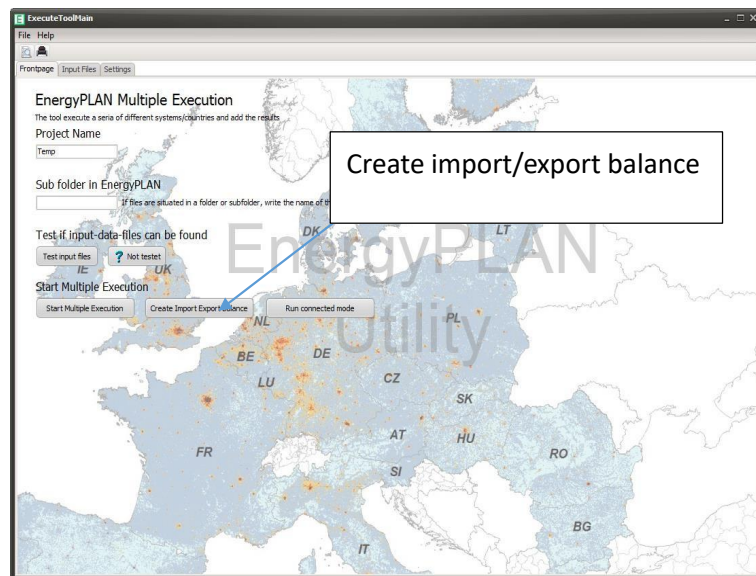 ExecuteToolMain
File Help
Frontpage Input Files Settings
EnergyPLAN Multiple Execution
The tool execute a seria of different systems/countries and add the results
Project Name
Temp
Create import/export balance
Sub folder in EnergyPLAN
If files are situated in a folder or subfolder, write the name of th
Test if input-data-files can be found
Test input files ? Not testet
Start Multiple Execution
Start Multiple Execution Create Import Export Balance Run connected mode
EnergyPLAN
Utility
DK
LT
IE
UK
NL
PL
BE
DE
LU
CZ
SK
FR
AT
HU
RO
SI
BG
IT